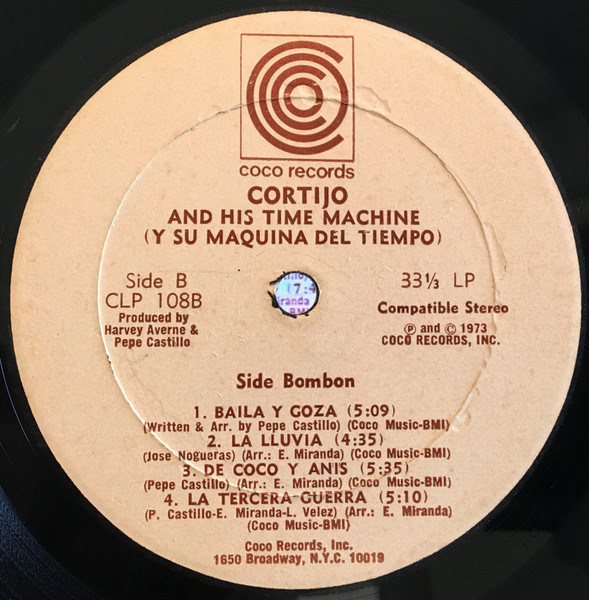 coco records
CORTIJO
AND HIS TIME MACHINE
(Y SU MAQUINA DEL TIEMPO)
Side B
CLP 108B
Produced by
Harvey Averne &
Pepe Castillo
33⅓ LP
Compatible Stereo
℗ and © 1973
COCO RECORDS, INC.
Side Bombon
1. BAILA Y GOZA (5:09)
(Written & Arr. by Pepe Castillo) (Coco Music-BMI)
2. LA LLUVIA (4:35)
(Jose Nogueras) (Arr.: E. Miranda) (Coco Music-BMI)
3. DE COCO Y ANIS (5:35)
(Pepe Castillo) (Arr.: E. Miranda) (Coco Music-BMI)
4. LA TERCERA GUERRA (5:10)
(P. Castillo-E. Miranda-L. Velez) (Arr.: E. Miranda)
(Coco Music-BMI)
Coco Records, Inc.
1650 Broadway, N.Y.C. 10019